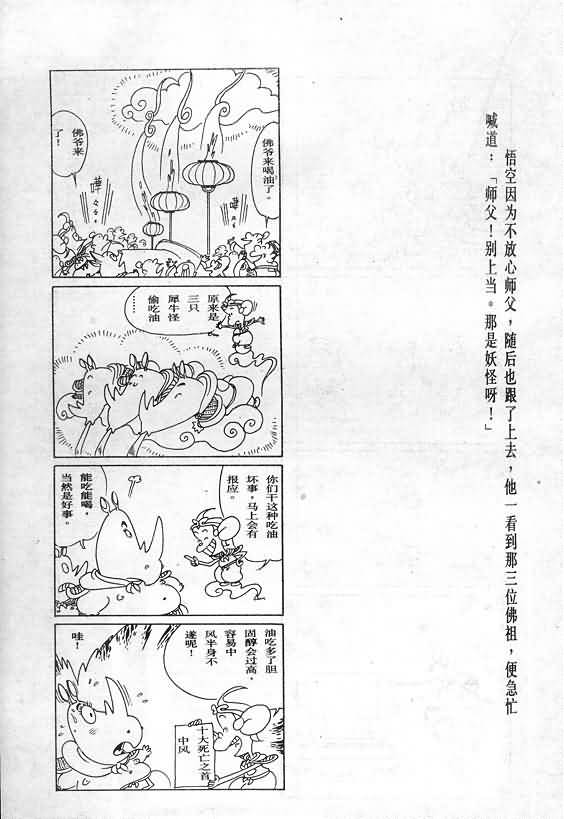 悟空因为不放心师父，随后也跟了上去，他一看到那三位佛祖，便急忙
喊道：「师父！别上当。那是妖怪呀！」
佛爷来喝油了。
哗
佛爷来
了！
哗
原来是
三只
犀牛怪
偷吃油
……
你们干这种吃油
坏事，马上会有
报应。
能吃能喝，
当然是好事。
油吃多了胆
固醇会过高，
容易中
风半身不
遂呢！
十大死亡之首
中风
哇！